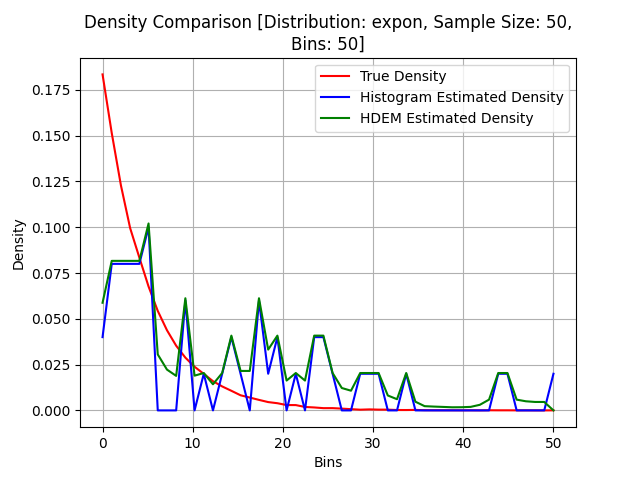 Density Comparison [Distribution: expon, Sample Size: 50,
Bins: 50]
True Density
Histogram Estimated Density
HDEM Estimated Density
0.175
0.150
0.125
0.100
0.075
0.050
0.025
0.000
Density
0 10 20 30 40 50
Bins